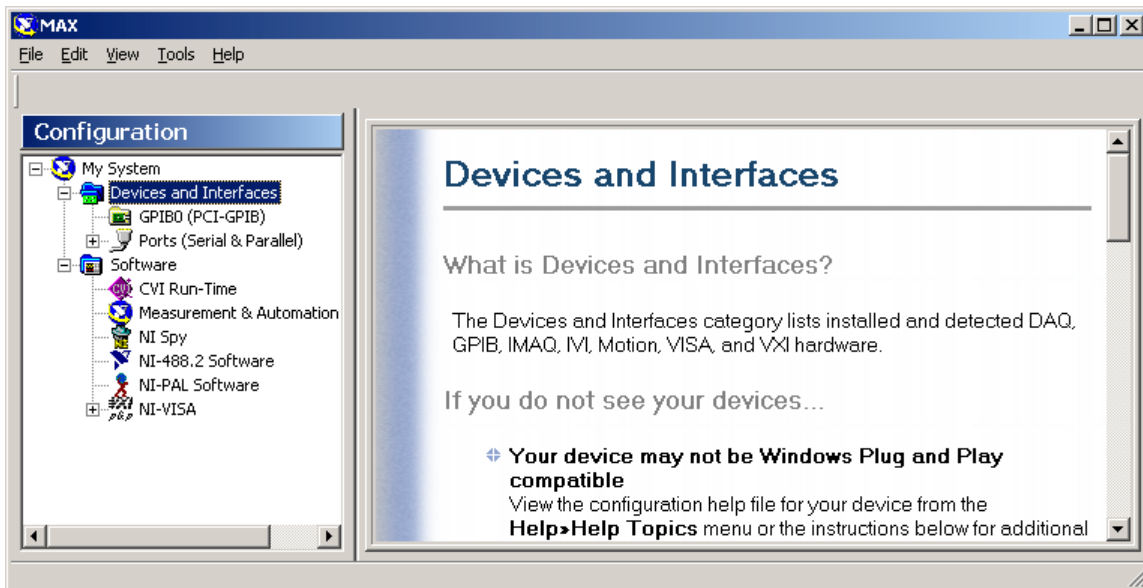 MAX
File Edit View Tools Help
Configuration
My System
Devices and Interfaces
GPIB0 (PCI-GPIB)
Ports (Serial & Parallel)
Software
CVI Run-Time
Measurement & Automation
NI Spy
NI-488.2 Software
NI-PAL Software
NI-VISA
Devices and Interfaces
What is Devices and Interfaces?
The Devices and Interfaces category lists installed and detected DAQ,
GPIB, IMAQ, IVI, Motion, VISA, and VXI hardware.
If you do not see your devices...
Your device may not be Windows Plug and Play
compatible
View the configuration help file for your device from the
Help»Help Topics menu or the instructions below for additional